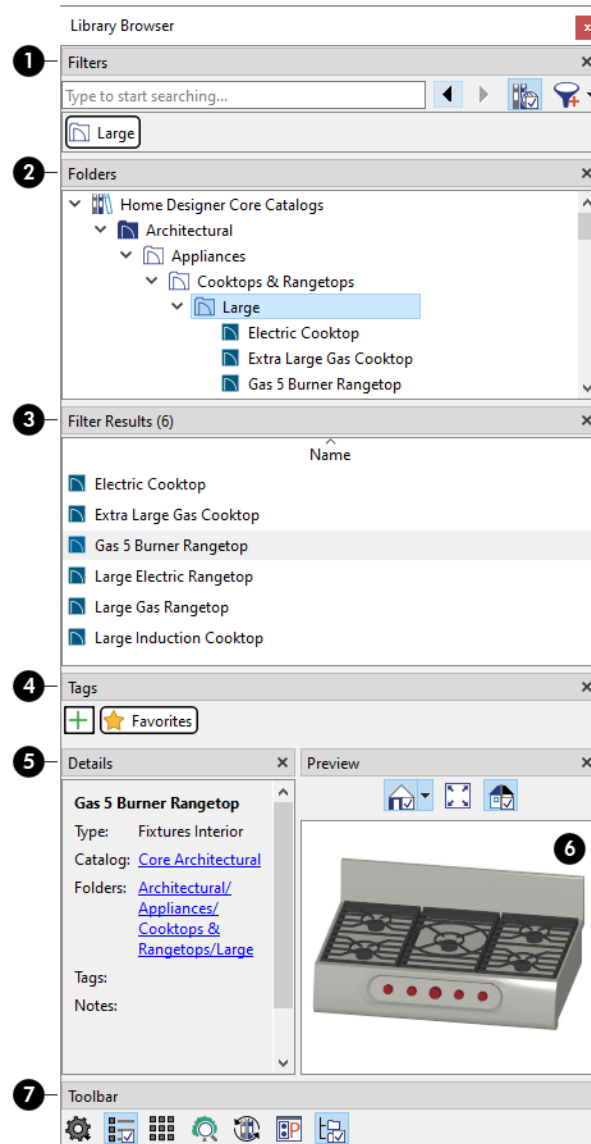 Library Browser
x
1
Filters
Type to start searching...
Large
2
Folders
Home Designer Core Catalogs
Architectural
Appliances
Cooktops & Rangetops
Large
Electric Cooktop
Extra Large Gas Cooktop
Gas 5 Burner Rangetop
3
Filter Results (6)
Name
Electric Cooktop
Extra Large Gas Cooktop
Gas 5 Burner Rangetop
Large Electric Rangetop
Large Gas Rangetop
Large Induction Cooktop
4
Tags
Favorites
5
Details
Preview
Gas 5 Burner Rangetop
Type: Fixtures Interior
Catalog: Core Architectural
Folders: Architectural/
Appliances/
Cooktops &
Rangetops/Large
Tags:
Notes:
6
7
Toolbar
P